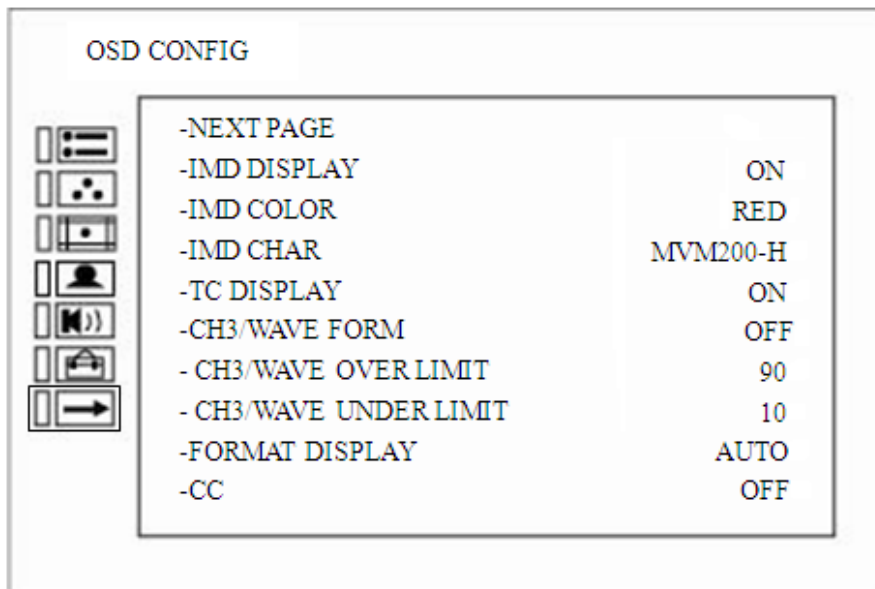 OSD CONFIG
-NEXT PAGE
-IMD DISPLAY ON
-IMD COLOR RED
-IMD CHAR MVM200-H
-TC DISPLAY ON
-CH3/WAVE FORM OFF
- CH3/WAVE OVER LIMIT 90
- CH3/WAVE UNDER LIMIT 10
-FORMAT DISPLAY AUTO
-CC OFF